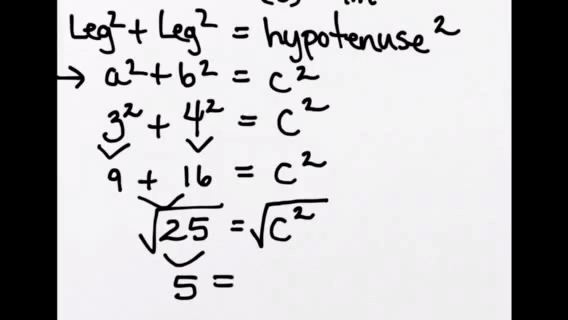 Leg² + Leg² = hypotenuse²
→ a² + b² = c²
3² + 4² = c²
9 + 16 = c²
√25 = √c²
5 =